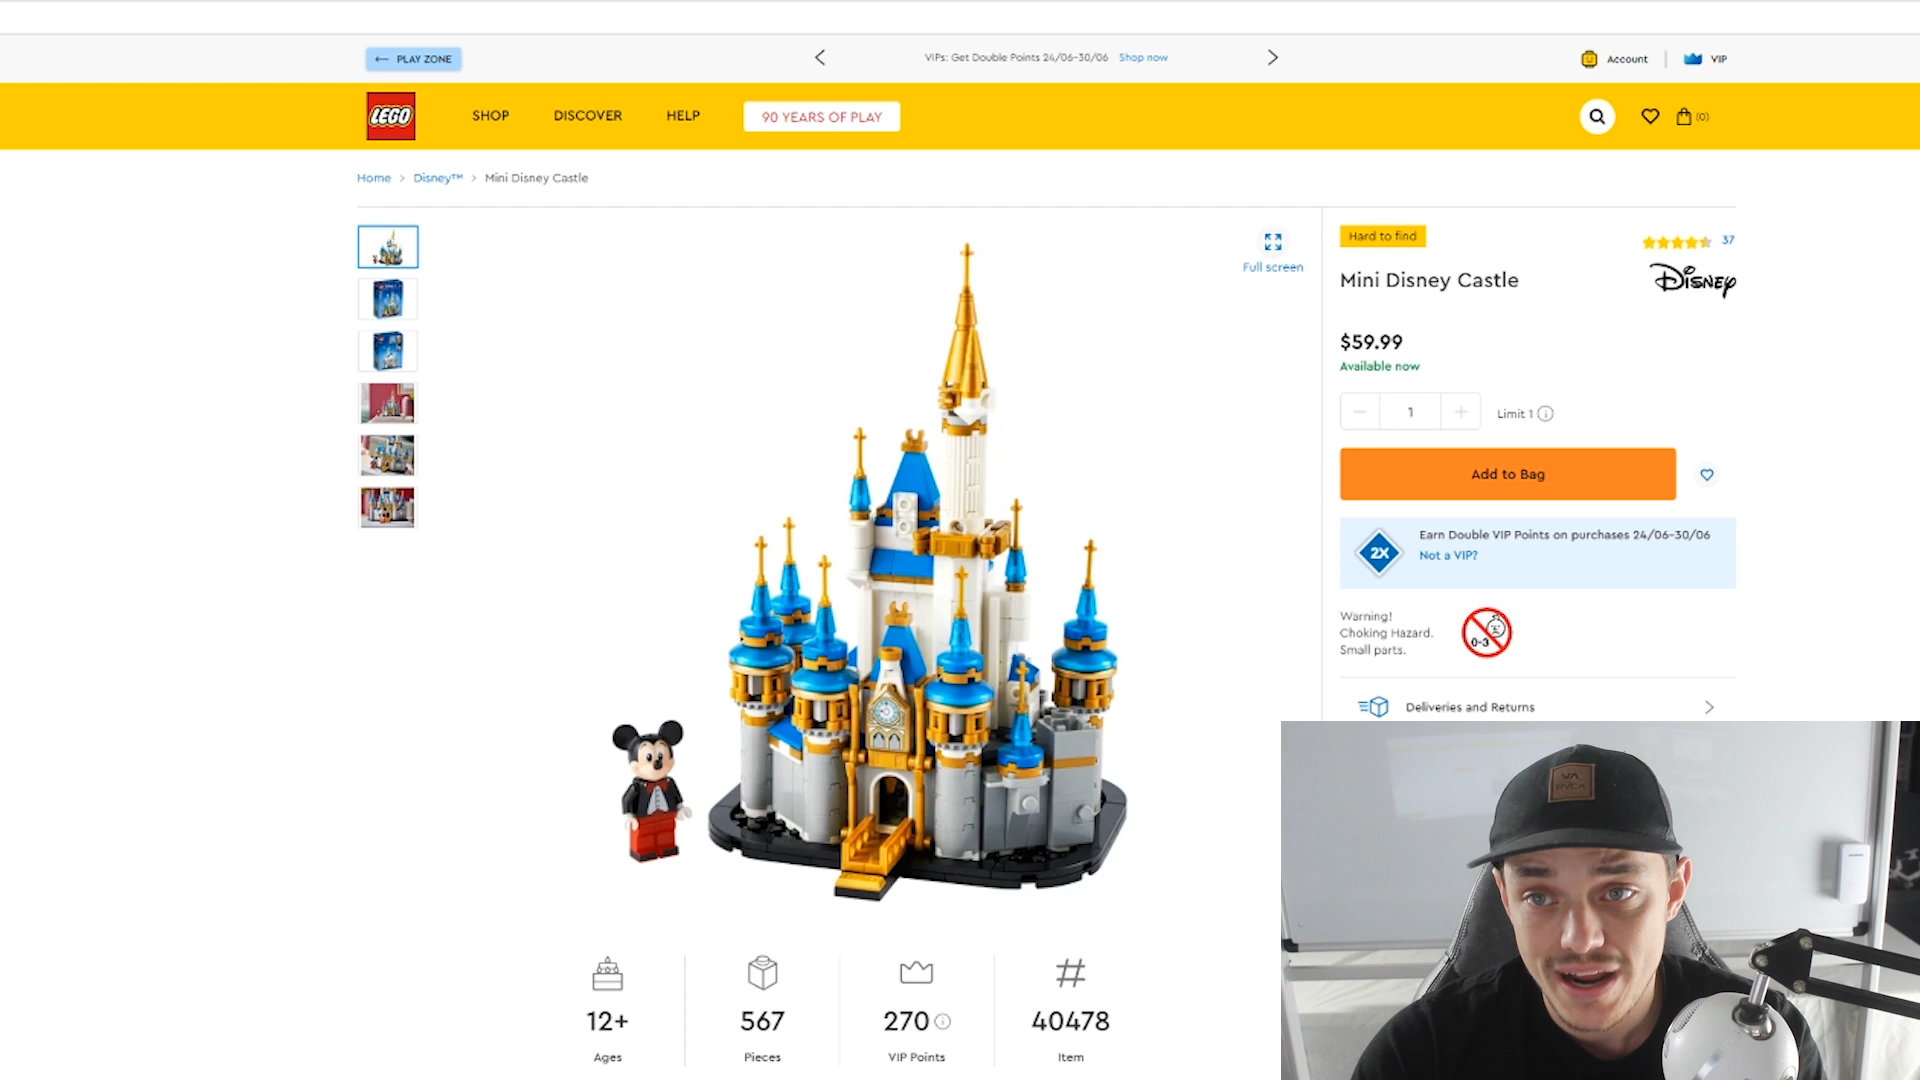 PLAY ZONE
VIPs: Get Double Points 24/06-30/06 Shop now
Account
VIP
LEGO
SHOP
DISCOVER
HELP
90 YEARS OF PLAY
(0)
Home > Disney™ > Mini Disney Castle
Full screen
Hard to find
37
Mini Disney Castle
Disney
$59.99
Available now
1
Limit 1
Add to Bag
2X
Earn Double VIP Points on purchases 24/06-30/06
Not a VIP?
Warning!
Choking Hazard.
Small parts.
0-3
Deliveries and Returns
VA
RVCA
12+
Ages
567
Pieces
270
VIP Points
#
40478
Item